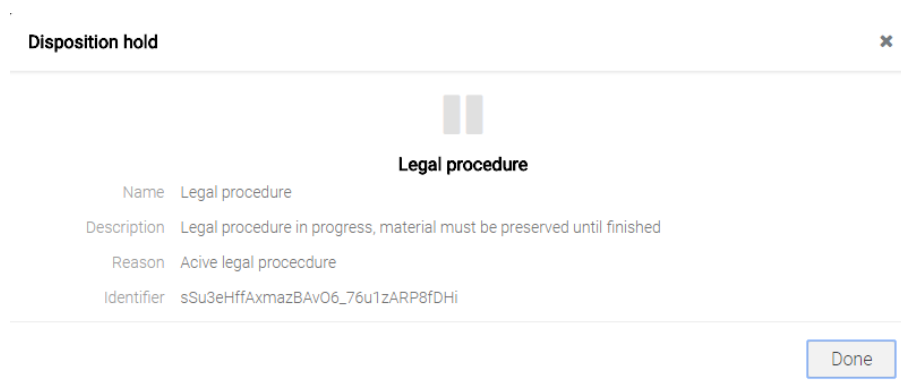 Disposition hold
Legal procedure
Name Legal procedure
Description Legal procedure in progress, material must be preserved until finished
Reason Acive legal procecdure
Identifier sSu3eHffAxmazBAvO6_76u1zARP8fDHi
Done